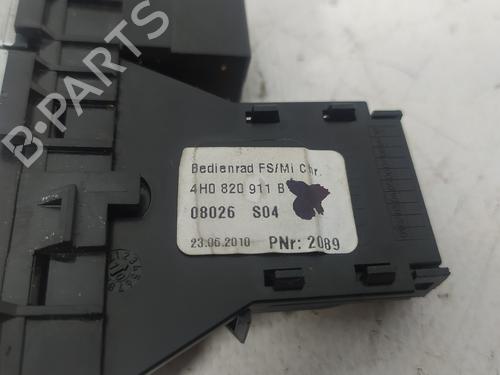 Bedienrad FS/Mi Chr.
4H0 820 911 B
08026 S04
23.06.2010 PNr: 2089
B-PARTS